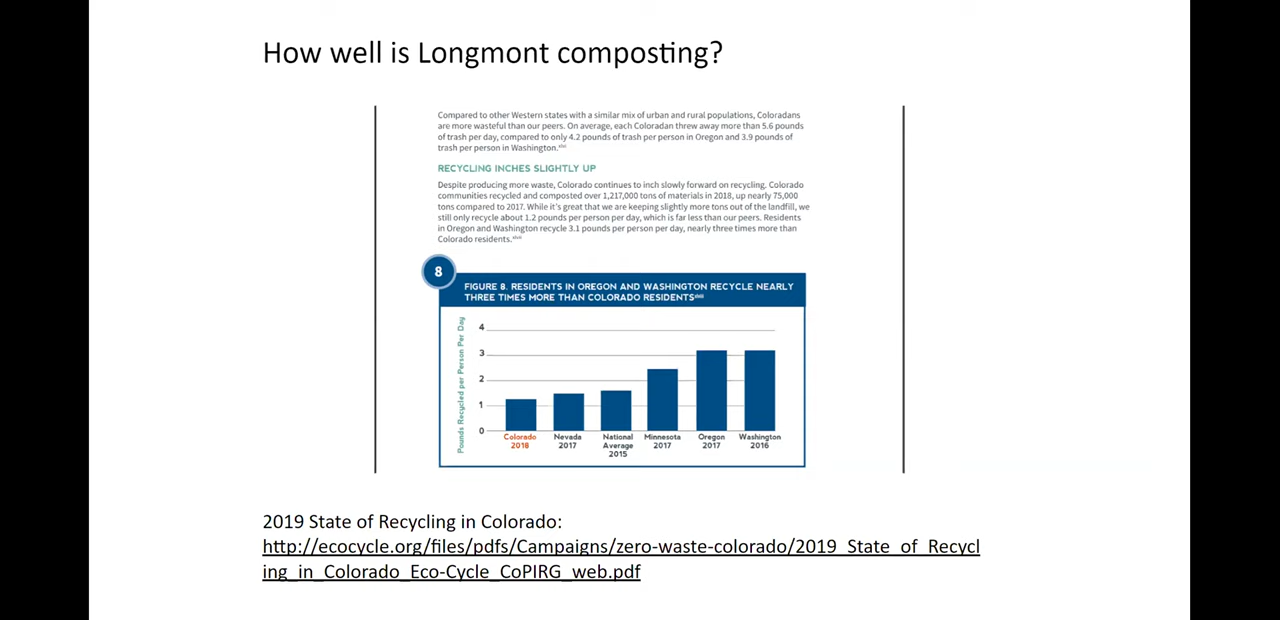 How well is Longmont composting?
Compared to other Western states with a similar mix of urban and rural populations, Coloradans
are more wasteful than our peers. On average, each Coloradan threw away more than 5.6 pounds
of trash per day, compared to only 4.2 pounds of trash per person in Oregon and 3.9 pounds of
trash per person in Washington.
RECYCLING INCHES SLIGHTLY UP
Despite producing more waste, Colorado continues to inch slowly forward on recycling. Colorado
communities recycled and composted over 1,217,000 tons of materials in 2018, up nearly 75,000
tons compared to 2017. While it's great that we are keeping slightly more tons out of the landfill, we
still only recycle about 1.2 pounds per person per day, which is far less than our peers. Residents
in Oregon and Washington recycle 3.1 pounds per person per day, nearly three times more than
Colorado residents.
8
FIGURE 8. RESIDENTS IN OREGON AND WASHINGTON RECYCLE NEARLY
THREE TIMES MORE THAN COLORADO RESIDENTS
Pounds Recycled per Person Per Day
4
3
2
1
0
Colorado
2018
Nevada
2017
National
Average
2015
Minnesota
2017
Oregon
2017
Washington
2016
2019 State of Recycling in Colorado:
http://ecocycle.org/files/pdfs/Campaigns/zero-waste-colorado/2019_State_of_Recycl
ing_in_Colorado_Eco-Cycle_CoPIRG_web.pdf